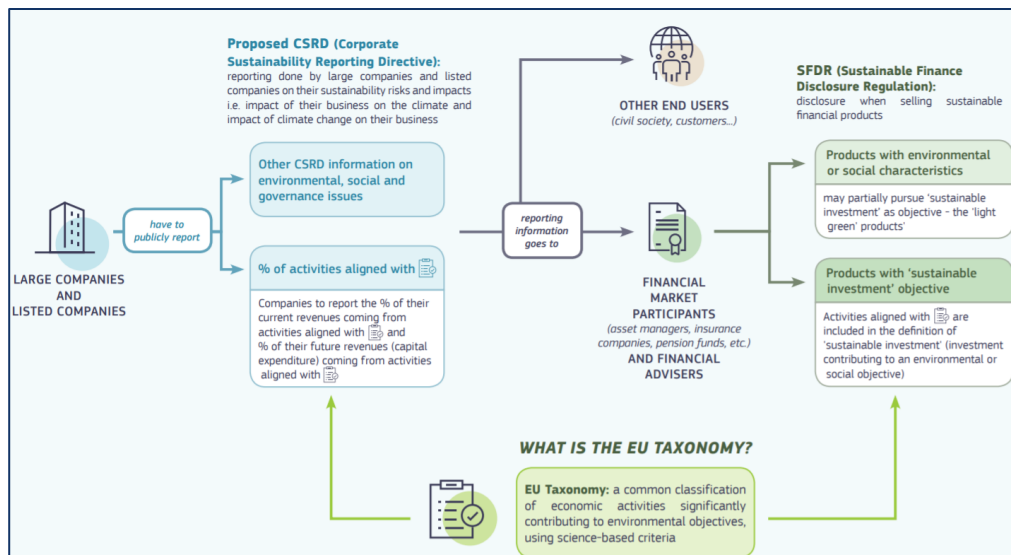 Proposed CSRD (Corporate
Sustainability Reporting Directive):
reporting done by large companies and listed
companies on their sustainability risks and impacts
i.e. impact of their business on the climate and
impact of climate change on their business
Other CSRD information on
environmental, social and
governance issues
have to
publicly report
LARGE COMPANIES
AND
LISTED COMPANIES
% of activities aligned with
Companies to report the % of their
current revenues coming from
activities aligned with and
% of their future revenues (capital
expenditure) coming from activities
aligned with
reporting
information
goes to
OTHER END USERS
(civil society, customers...)
FINANCIAL
MARKET
PARTICIPANTS
(asset managers, insurance
companies, pension funds, etc.)
AND FINANCIAL
ADVISERS
SFDR (Sustainable Finance
Disclosure Regulation):
disclosure when selling sustainable
financial products
Products with environmental
or social characteristics
may partially pursue 'sustainable
investment' as objective - the 'light
green' products'
Products with 'sustainable
investment' objective
Activities aligned with are
included in the definition of
'sustainable investment' (investment
contributing to an environmental or
social objective)
WHAT IS THE EU TAXONOMY?
EU Taxonomy: a common classification
of economic activities significantly
contributing to environmental objectives,
using science-based criteria